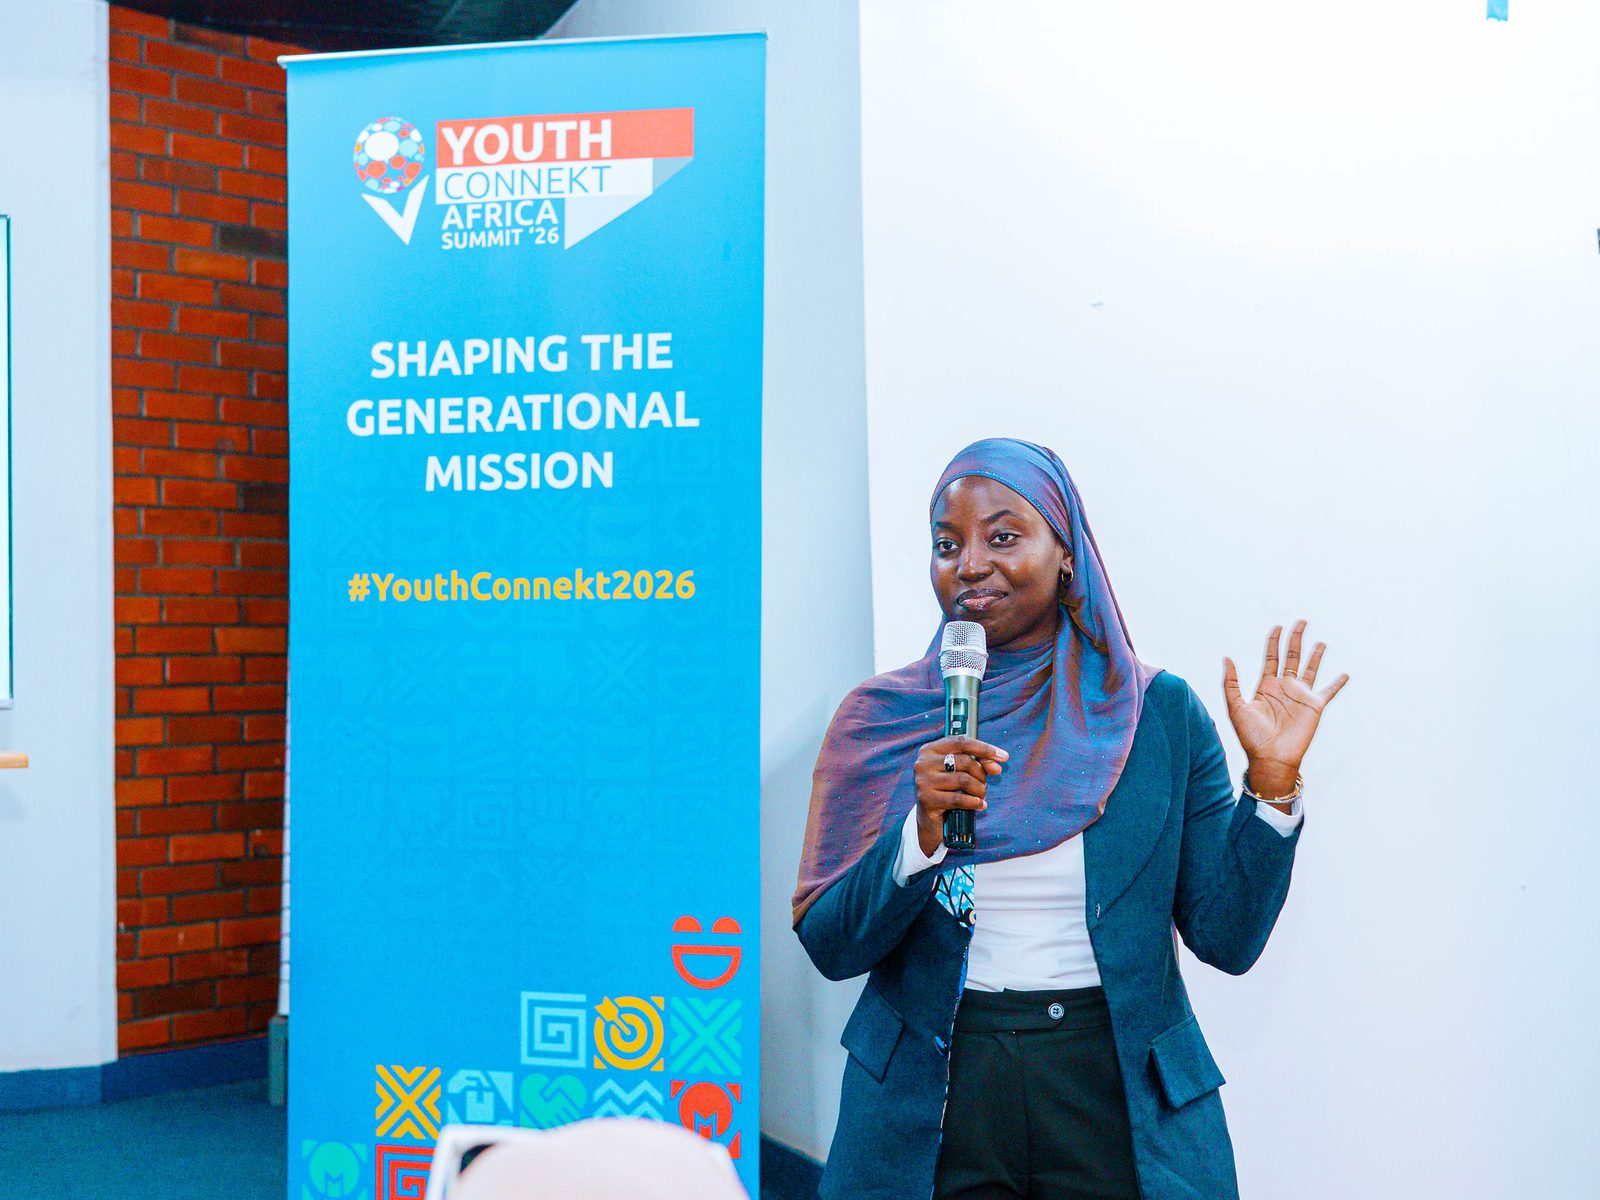 YOUTH
CONNEKT
AFRICA
SUMMIT '26
SHAPING THE
GENERATIONAL
MISSION
#YouthConnekt2026